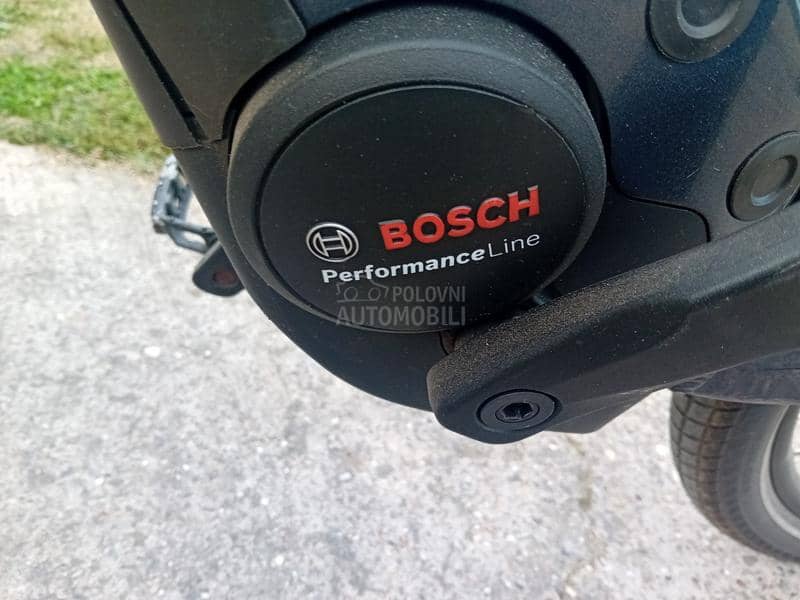 BOSCH
PerformanceLine
POLOVNI
AUTOMOBILI